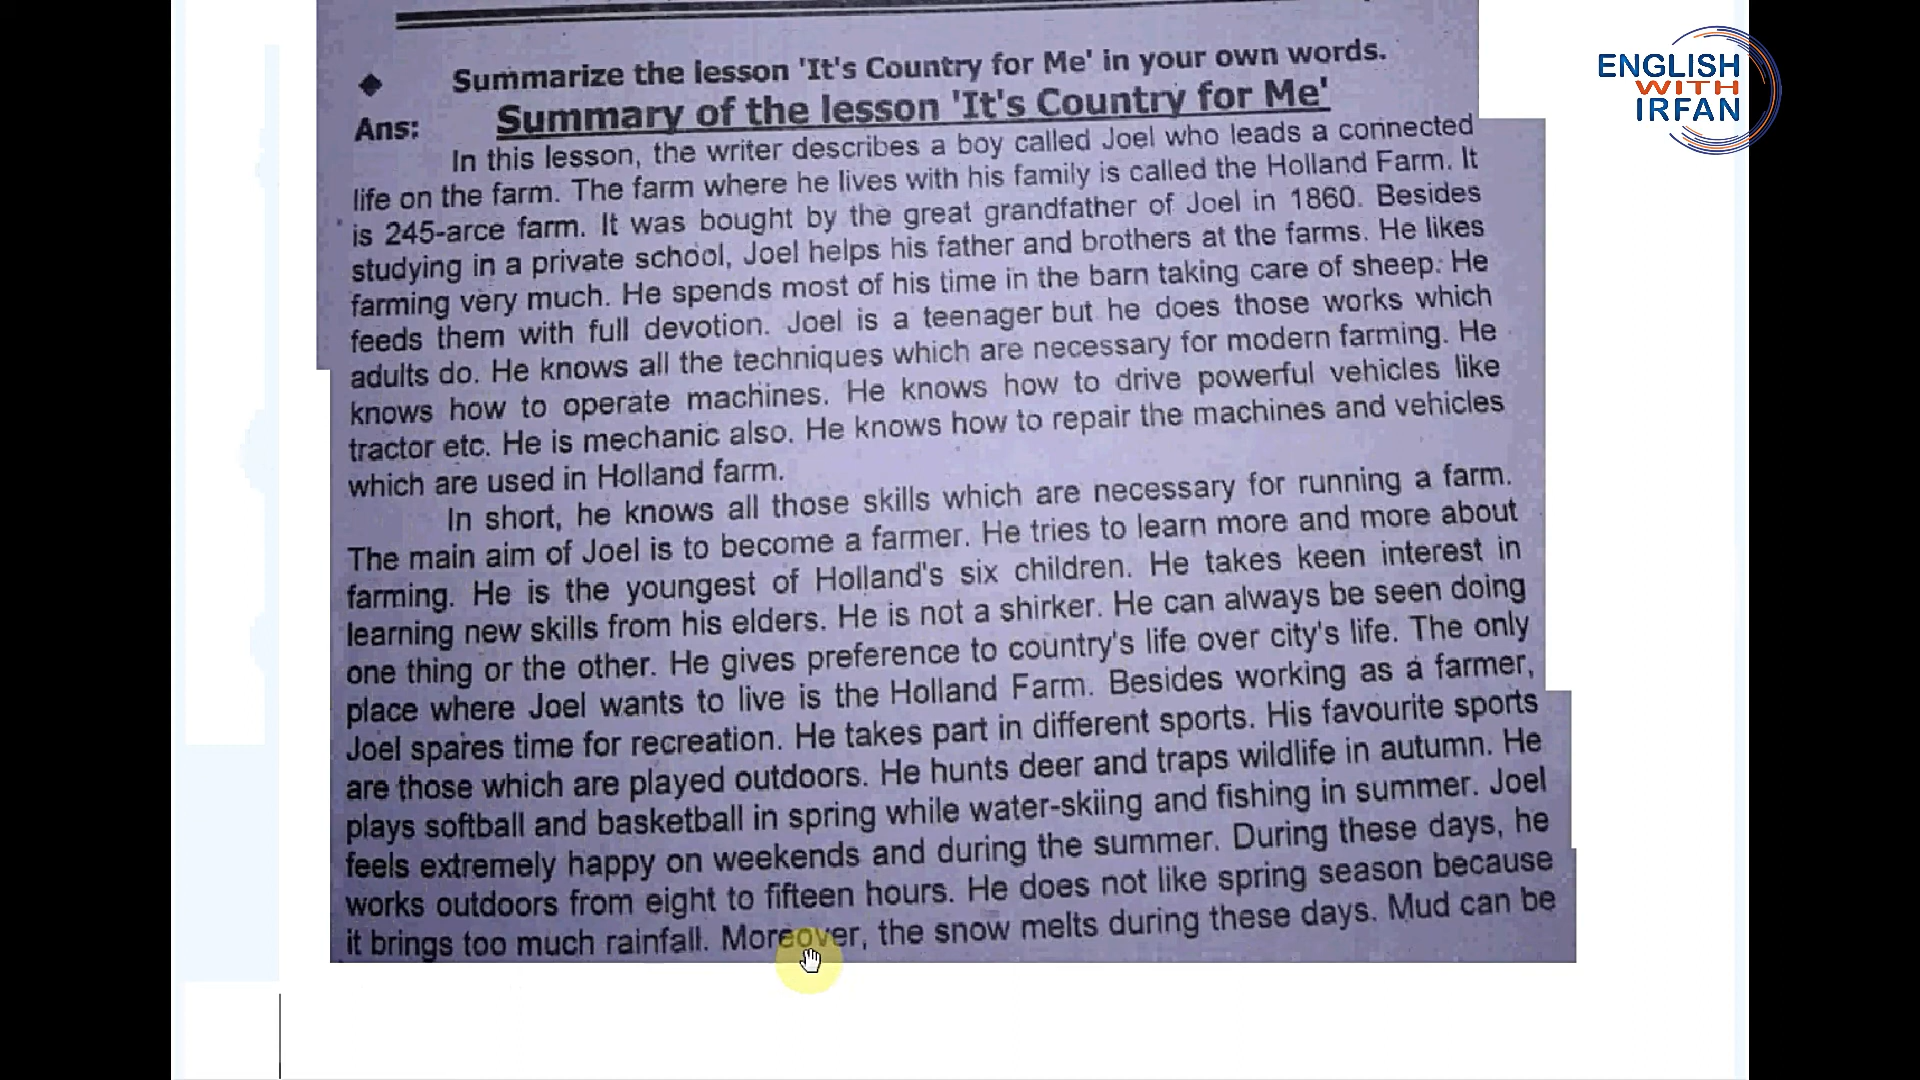 ENGLISH
WITH
IRFAN
Summarize the lesson 'It's Country for Me' in your own words.
Ans: Summary of the lesson 'It's Country for Me'
In this lesson, the writer describes a boy called Joel who leads a connected
life on the farm. The farm where he lives with his family is called the Holland Farm. It
is 245-arce farm. It was bought by the great grandfather of Joel in 1860. Besides
studying in a private school, Joel helps his father and brothers at the farms. He likes
farming very much. He spends most of his time in the barn taking care of sheep. He
feeds them with full devotion. Joel is a teenager but he does those works which
adults do. He knows all the techniques which are necessary for modern farming. He
knows how to operate machines. He knows how to drive powerful vehicles like
tractor etc. He is mechanic also. He knows how to repair the machines and vehicles
which are used in Holland farm.
In short, he knows all those skills which are necessary for running a farm.
The main aim of Joel is to become a farmer. He tries to learn more and more about
farming. He is the youngest of Holland's six children. He takes keen interest in
learning new skills from his elders. He is not a shirker. He can always be seen doing
one thing or the other. He gives preference to country's life over city's life. The only
place where Joel wants to live is the Holland Farm. Besides working as a farmer,
Joel spares time for recreation. He takes part in different sports. His favourite sports
are those which are played outdoors. He hunts deer and traps wildlife in autumn. He
plays softball and basketball in spring while water-skiing and fishing in summer. Joel
feels extremely happy on weekends and during the summer. During these days, he
works outdoors from eight to fifteen hours. He does not like spring season because
it brings too much rainfall. Moreover, the snow melts during these days. Mud can be